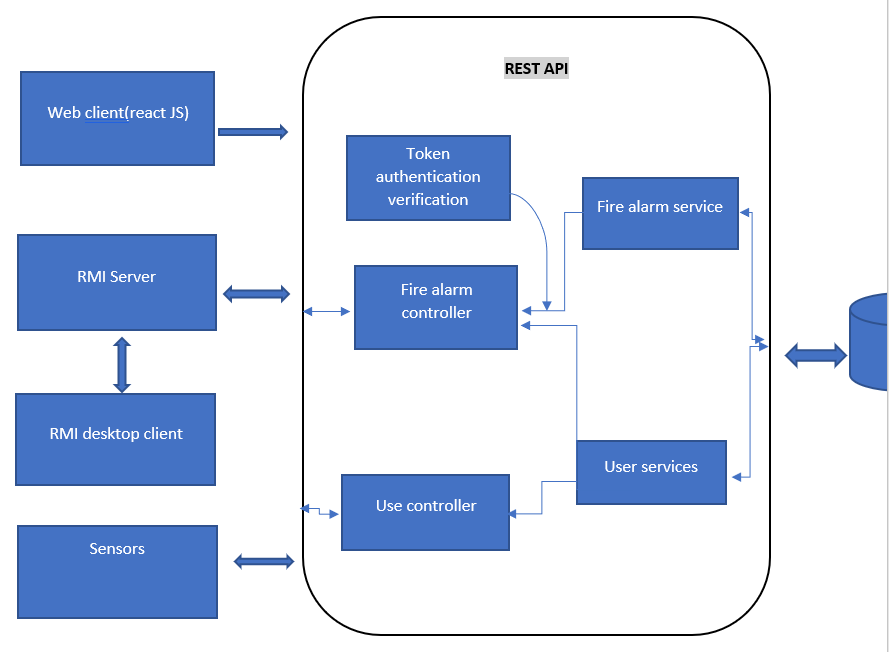 REST API
Web client(react JS)
Token
authentication
verification
Fire alarm service
RMI Server
Fire alarm
controller
RMI desktop client
User services
Use controller
Sensors